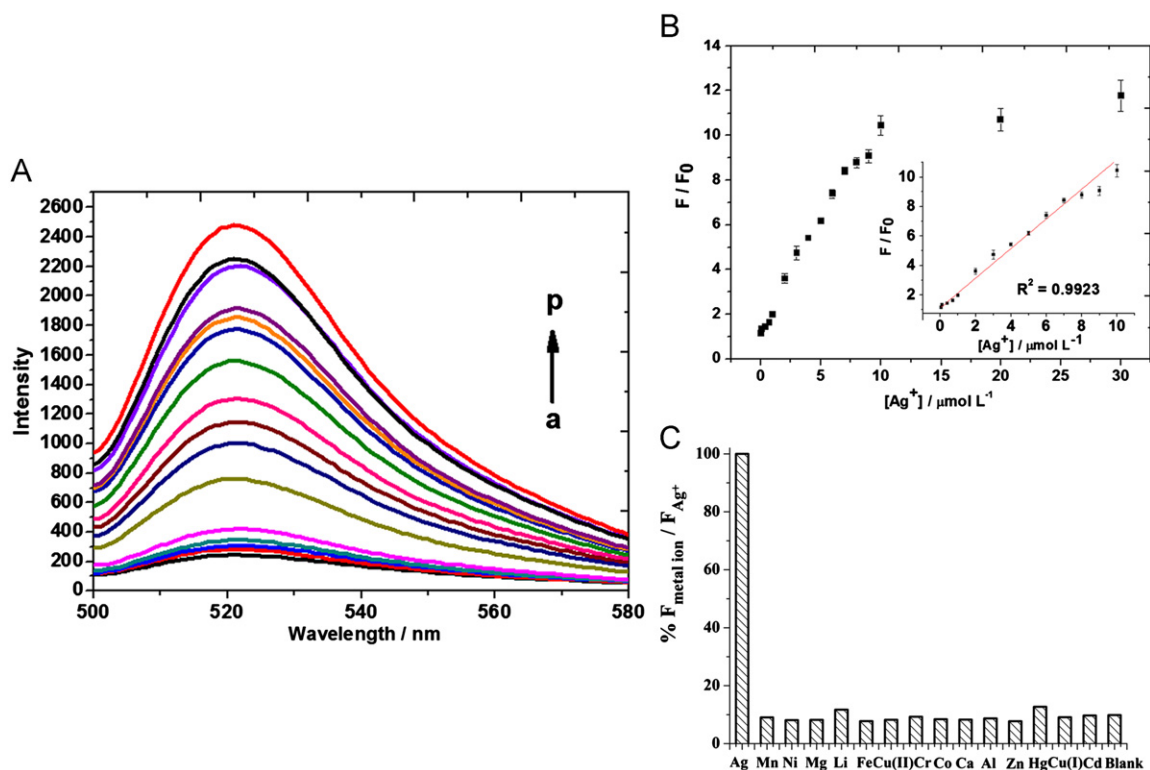 A
2600
2400
2200
2000
1800
1600
1400
1200
1000
800
600
400
200
0
Intensity
500 520 540 560 580
Wavelength / nm
p
a
B
14
12
10
8
6
4
2
0
F / F0
0 5 10 15 20 25 30
[Ag+] / μmol L-1
10
8
6
4
2
F / F0
R2 = 0.9923
0 2 4 6 8 10
[Ag+] / μmol L-1
C
100
80
60
40
20
0
% Fmetal ion / FAg+
Ag Mn Ni Mg Li FeCu(II)Cr Co Ca Al Zn HgCu(I)Cd Blank